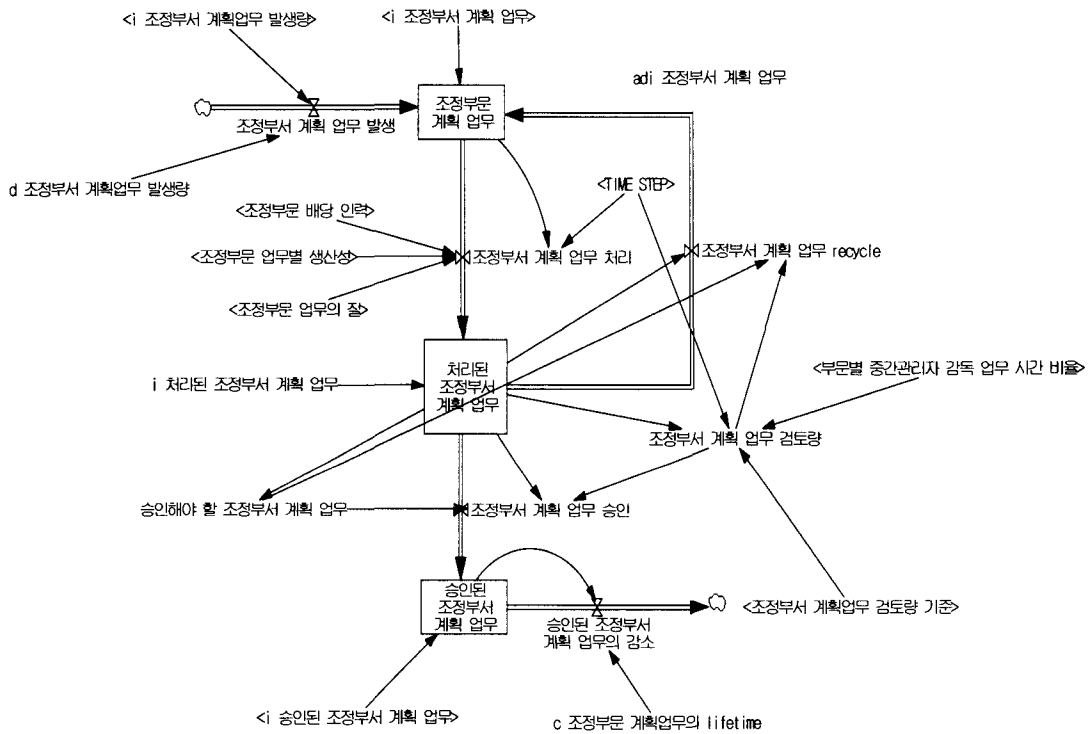 <i 조정부서 계획업무 발생량>
<i 조정부서 계획 업무>
adi 조정부서 계획 업무
조정부문
계획 업무
조정부서 계획 업무 발생
d 조정부서 계획업무 발생량
<TIME STEP>
<조정부문 배당 인력>
<조정부문 업무별 생산성>
조정부서 계획 업무 처리
조정부서 계획 업무 recycle
<조정부문 업무의 질>
처리된
조정부서
계획 업무
i 처리된 조정부서 계획 업무
<부문별 중간관리자 감독 업무 시간 비율>
조정부서 계획 업무 검토량
승인해야 할 조정부서 계획 업무
조정부서 계획 업무 승인
승인된
조정부서
계획 업무
<조정부서 계획업무 검토량 기준>
승인된 조정부서
계획 업무의 감소
<i 승인된 조정부서 계획 업무>
c 조정부문 계획업무의 lifetime